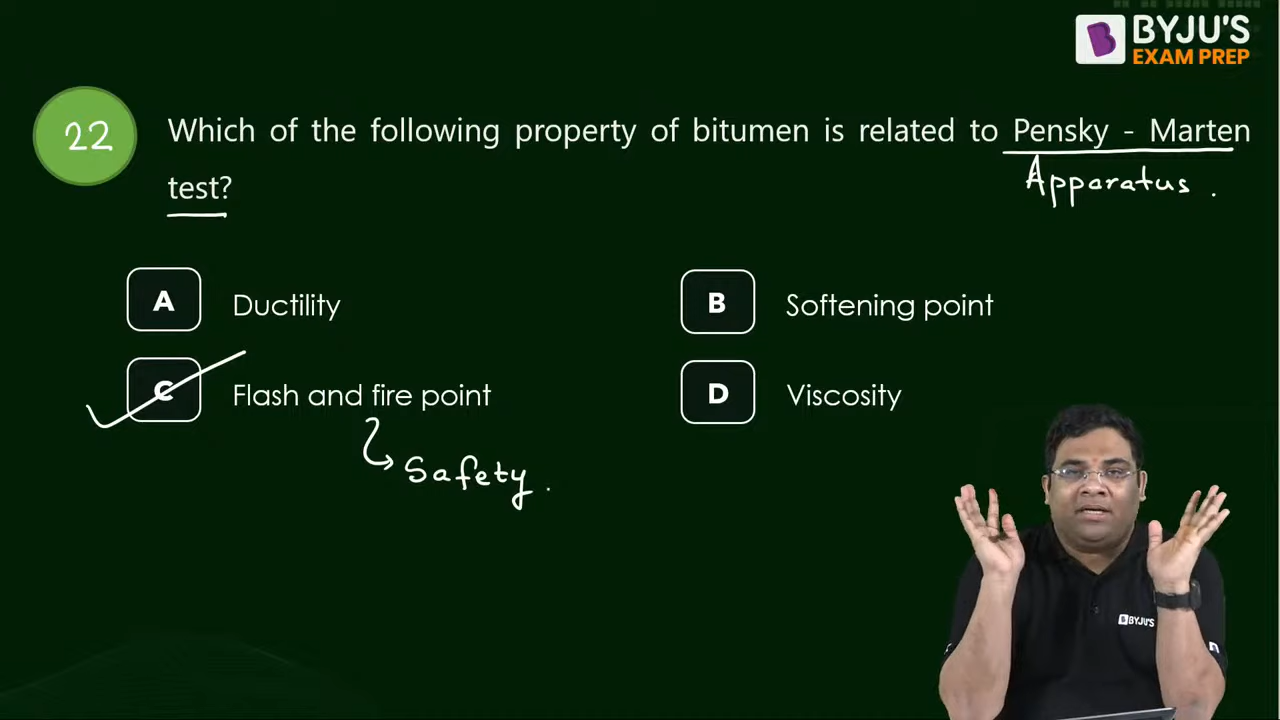 BYJU'S
EXAM PREP
22
Which of the following property of bitumen is related to Pensky - Marten
test?
Apparatus.
A Ductility
B Softening point
C Flash and fire point
D Viscosity
Safety.
BYJU'S